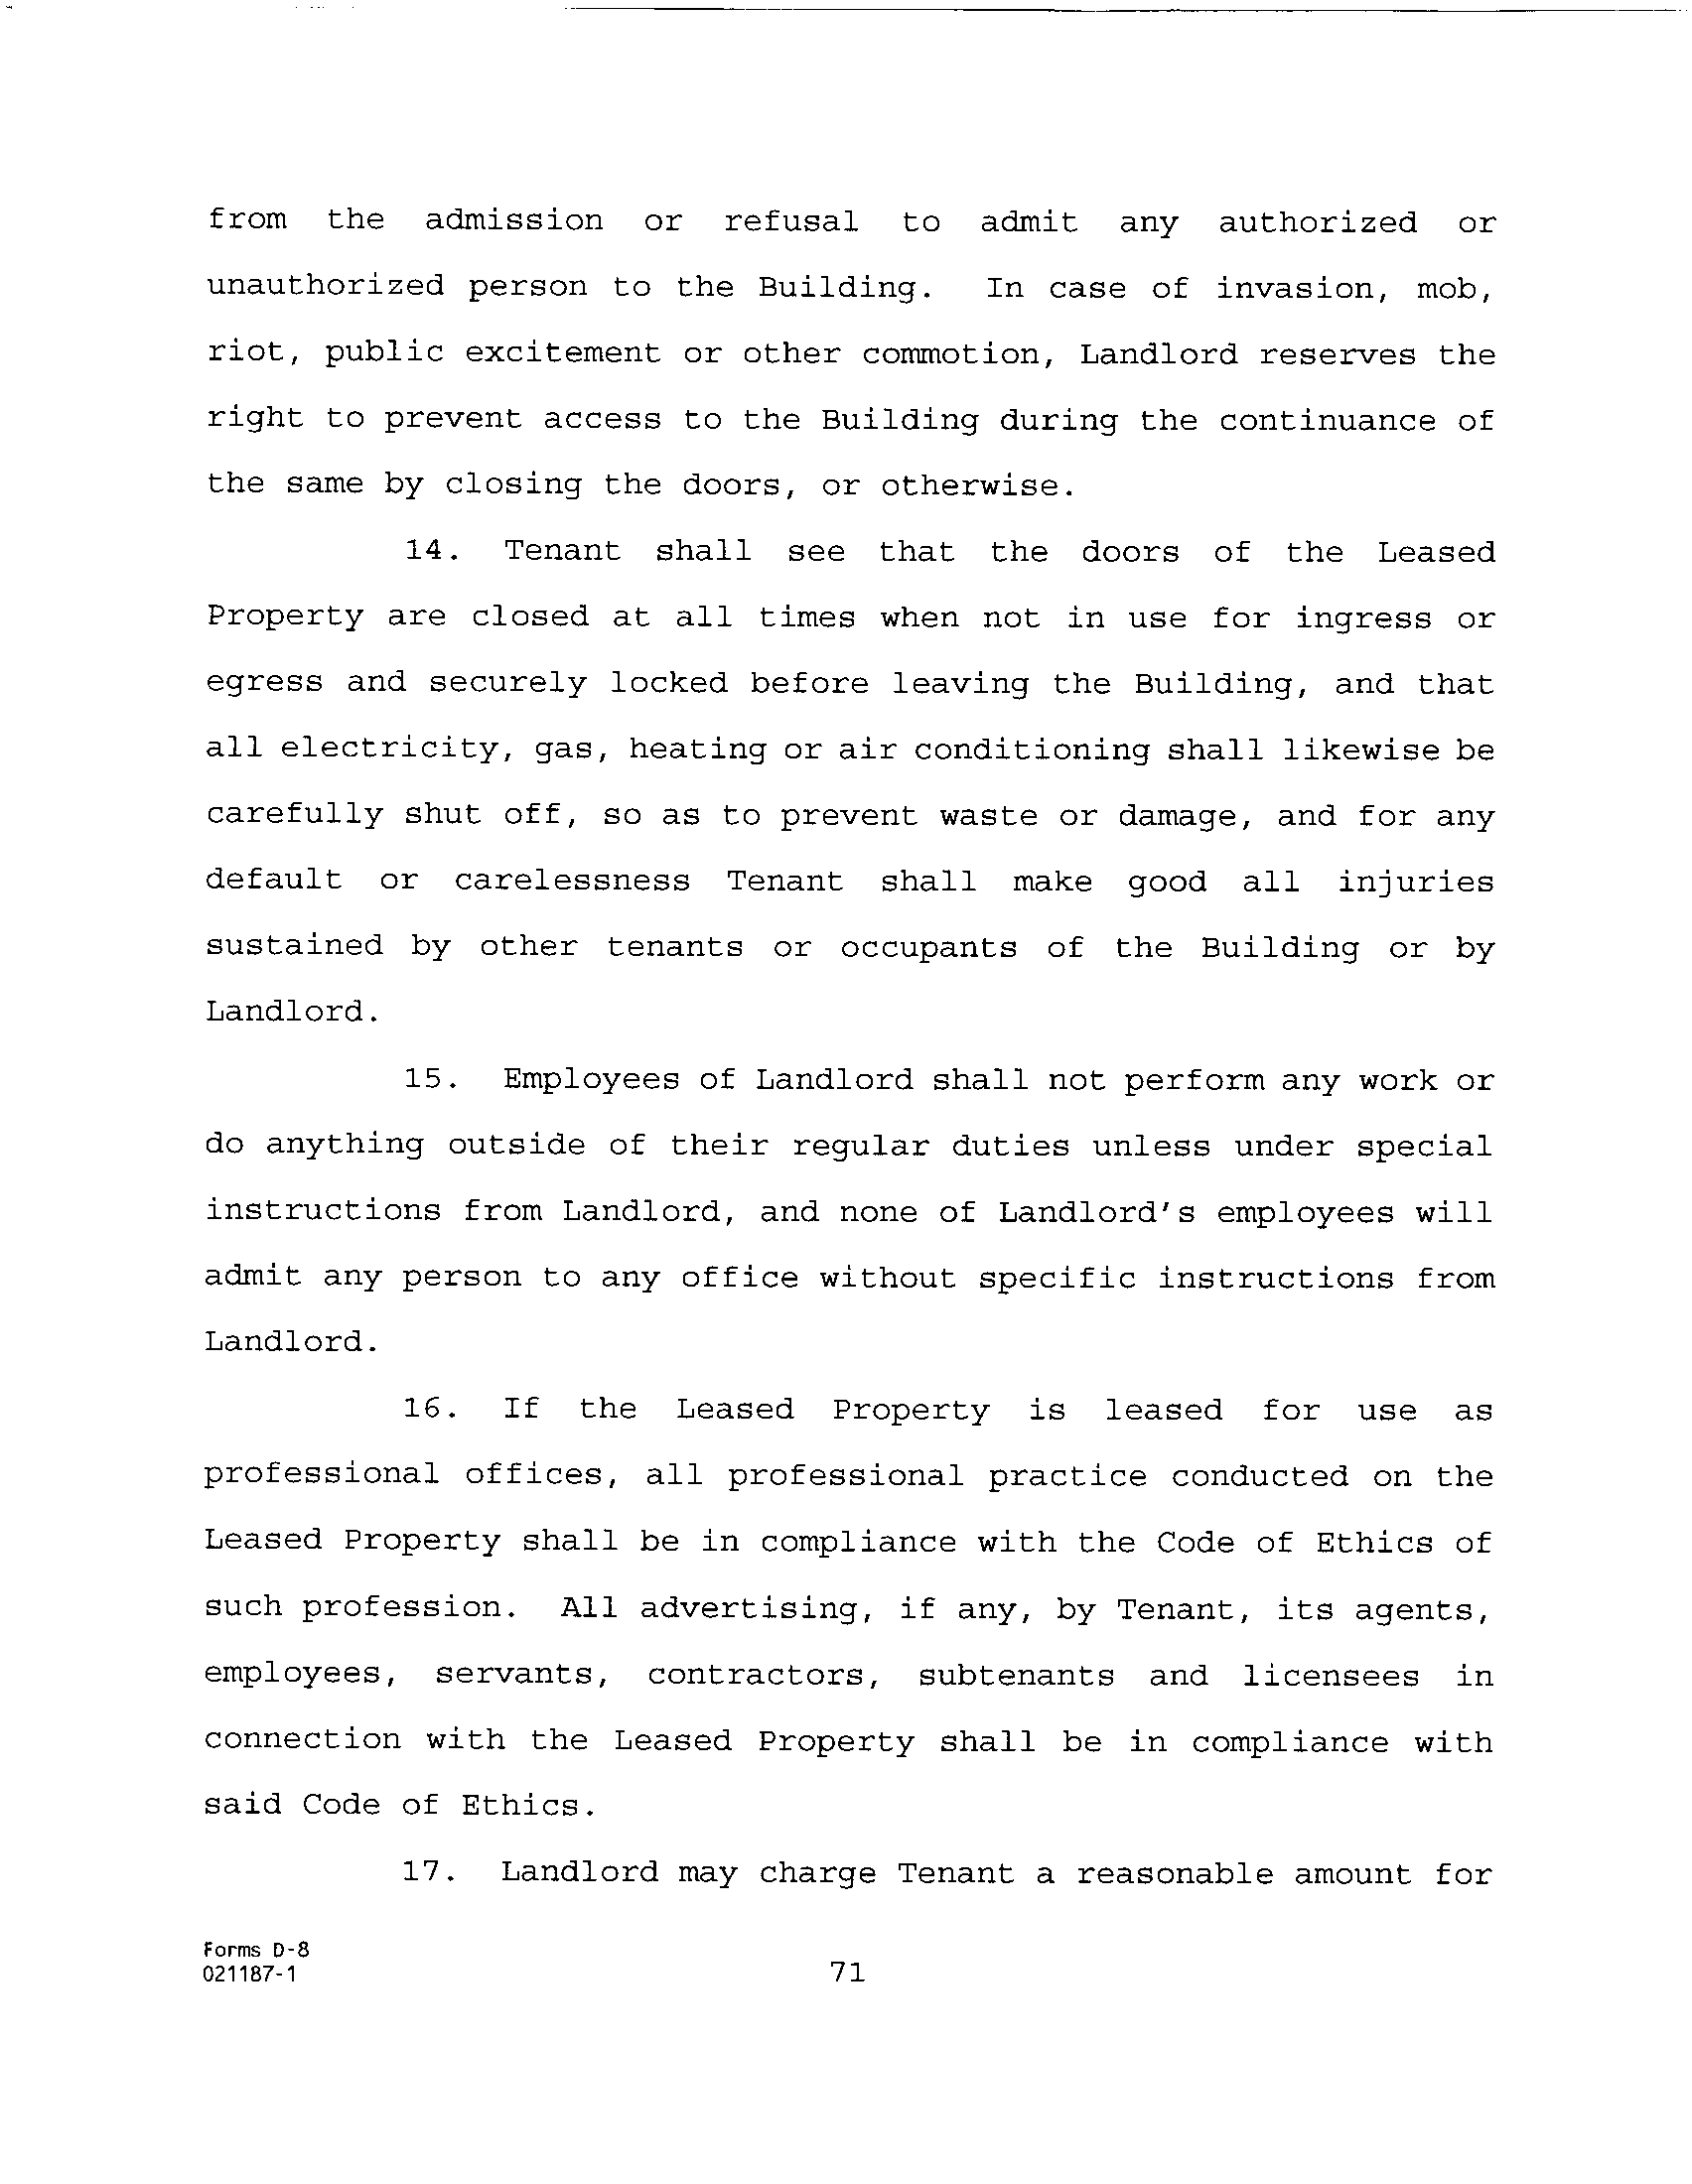 from the admission or refusal to admit any authorized or
unauthorized person to the Building. In case of invasion, mob,
riot, public excitement or other commotion, Landlord reserves the
right to prevent access to the Building during the continuance of
the same by closing the doors, or otherwise.
14. Tenant shall see that the doors of the Leased
Property are closed at all times when not in use for ingress or
egress and securely locked before leaving the Building, and that
all electricity, gas, heating or air conditioning shall likewise be
carefully shut off, so as to prevent waste or damage, and for any
default or carelessness Tenant shall make good all injuries
sustained by other tenants or occupants of the Building or by
Landlord.
15. Employees of Landlord shall not perform any work or
do anything outside of their regular duties unless under special
instructions from Landlord, and none of Landlord's employees will
admit any person to any office without specific instructions from
Landlord.
16. If the Leased Property is leased for use as
professional offices, all professional practice conducted on the
Leased Property shall be in compliance with the Code of Ethics of
such profession. All advertising, if any, by Tenant, its agents,
employees, servants, contractors, subtenants and licensees in
connection with the Leased Property shall be in compliance with
said Code of Ethics.
17. Landlord may charge Tenant a reasonable amount for
Forms D-8
021187-1
71